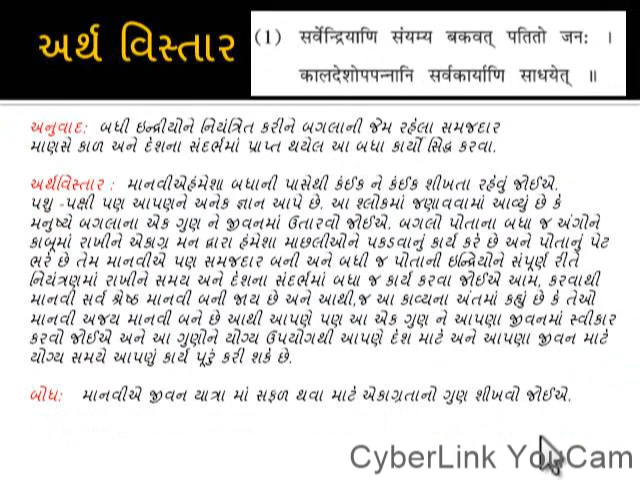 અર્થ વિસ્તાર
(1) सर्वेन्द्रियाणि संयम्य बकवत् पतितो जनः ।
कालदेशोपपन्नानि सर्वकार्याणि साधयेत् ॥
અનુવાદ: બધી ઇન્દ્રીયોને નિયંત્રિત કરીને બગલાની જેમ રહેલા સમજદાર
માણસે કાળ અને દેશના સંદર્ભમાં પ્રાપ્ત થયેલ આ બધા કાર્યો સિદ્ધ કરવા.
અર્થવિસ્તાર : માનવીએહંમેશા બધાની પાસેથી કંઈક ને કંઈક શીખતા રહેવું જોઈએ.
પશુ -પક્ષી પણ આપણને અનેક જ્ઞાન આપે છે. આ શ્લોકમાં જણાવવામાં આવ્યું છે કે
મનુષ્યે બગલાના એક ગુણ ને જીવનમાં ઉતારવો જોઈએ. બગલો પોતાના બધા જ અંગોને
કાબૂમાં રાખીને એકાગ્ર મન દ્વારા હંમેશા માછલીઓને પકડવાનું કાર્ય કરે છે અને પોતાનું પેટ
ભરે છે તેમ માનવીએ પણ સમજદાર બની અને બધી જ પોતાની ઇન્દ્રિયોને સંપૂર્ણ રીતે
નિયંત્રણમાં રાખીને સમય અને દેશના સંદર્ભમાં બધા જ કાર્ય કરવા જોઈએ આમ, કરવાથી
માનવી સર્વ શ્રેષ્ઠ માનવી બની જાય છે અને આથી,જ આ કાવ્યના અંતમાં કહ્યું છે કે તેઓ
માનવી અજય માનવી બને છે આથી આપણે પણ આ એક ગુણ ને આપણા જીવનમાં સ્વીકાર
કરવો જોઈએ અને આ ગુણોને યોગ્ય ઉપયોગથી આપણે દેશ માટે અને આપણા જીવન માટે
યોગ્ય સમયે આપણું કાર્ય પૂરું કરી શકે છે.
બોધ: માનવીએ જીવન યાત્રા માં સફળ થવા માટે એકાગ્રતાનો ગુણ શીખવો જોઈએ.
CyberLink YouCam